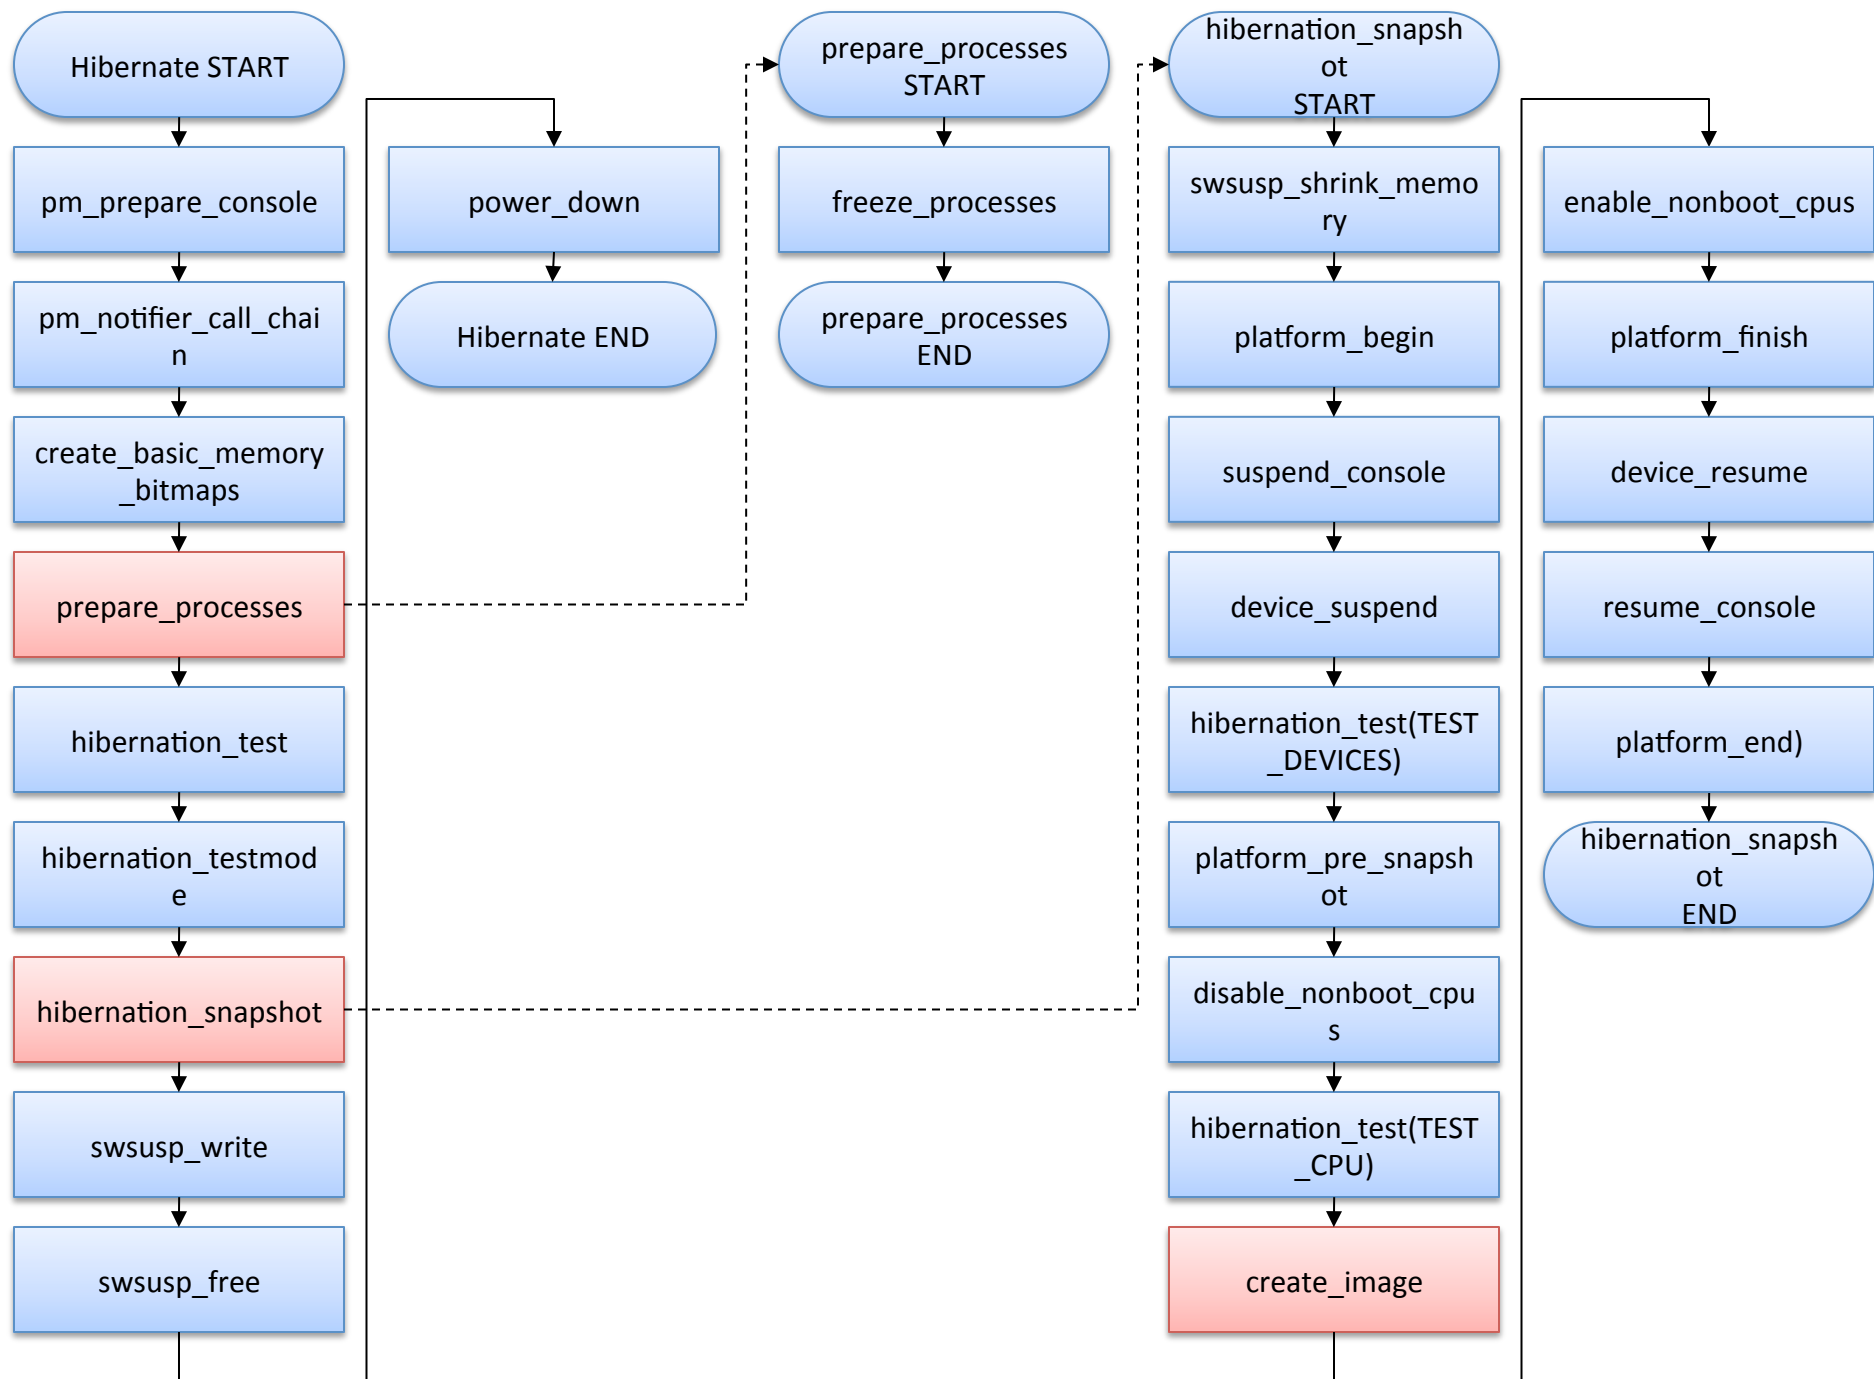 Hibernate START
pm_prepare_console
pm_notifier_call_chai
n
create_basic_memory
_bitmaps
prepare_processes
hibernation_test
hibernation_testmod
e
hibernation_snapshot
swsusp_write
swsusp_free
power_down
Hibernate END
prepare_processes
START
freeze_processes
prepare_processes
END
hibernation_snapsh
ot
START
swsusp_shrink_memo
ry
platform_begin
suspend_console
device_suspend
hibernation_test(TEST
_DEVICES)
platform_pre_snapsh
ot
disable_nonboot_cpu
s
hibernation_test(TEST
_CPU)
create_image
enable_nonboot_cpus
platform_finish
device_resume
resume_console
platform_end)
hibernation_snapsh
ot
END